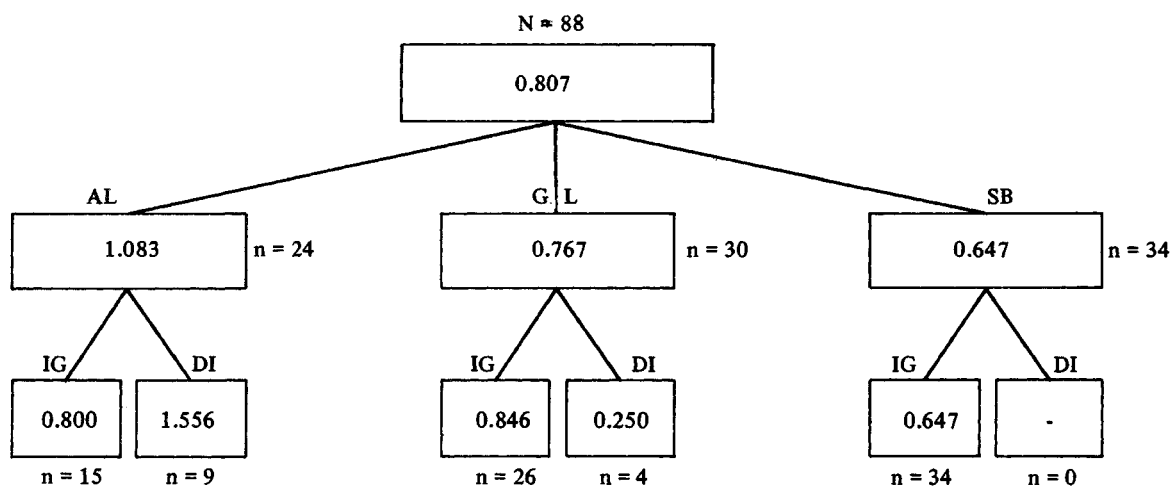 N = 88
0.807
AL G L SB
1.083 n = 24 0.767 n = 30 0.647 n = 34
IG DI IG DI IG DI
0.800 1.556 0.846 0.250 0.647 -
n = 15 n = 9 n = 26 n = 4 n = 34 n = 0